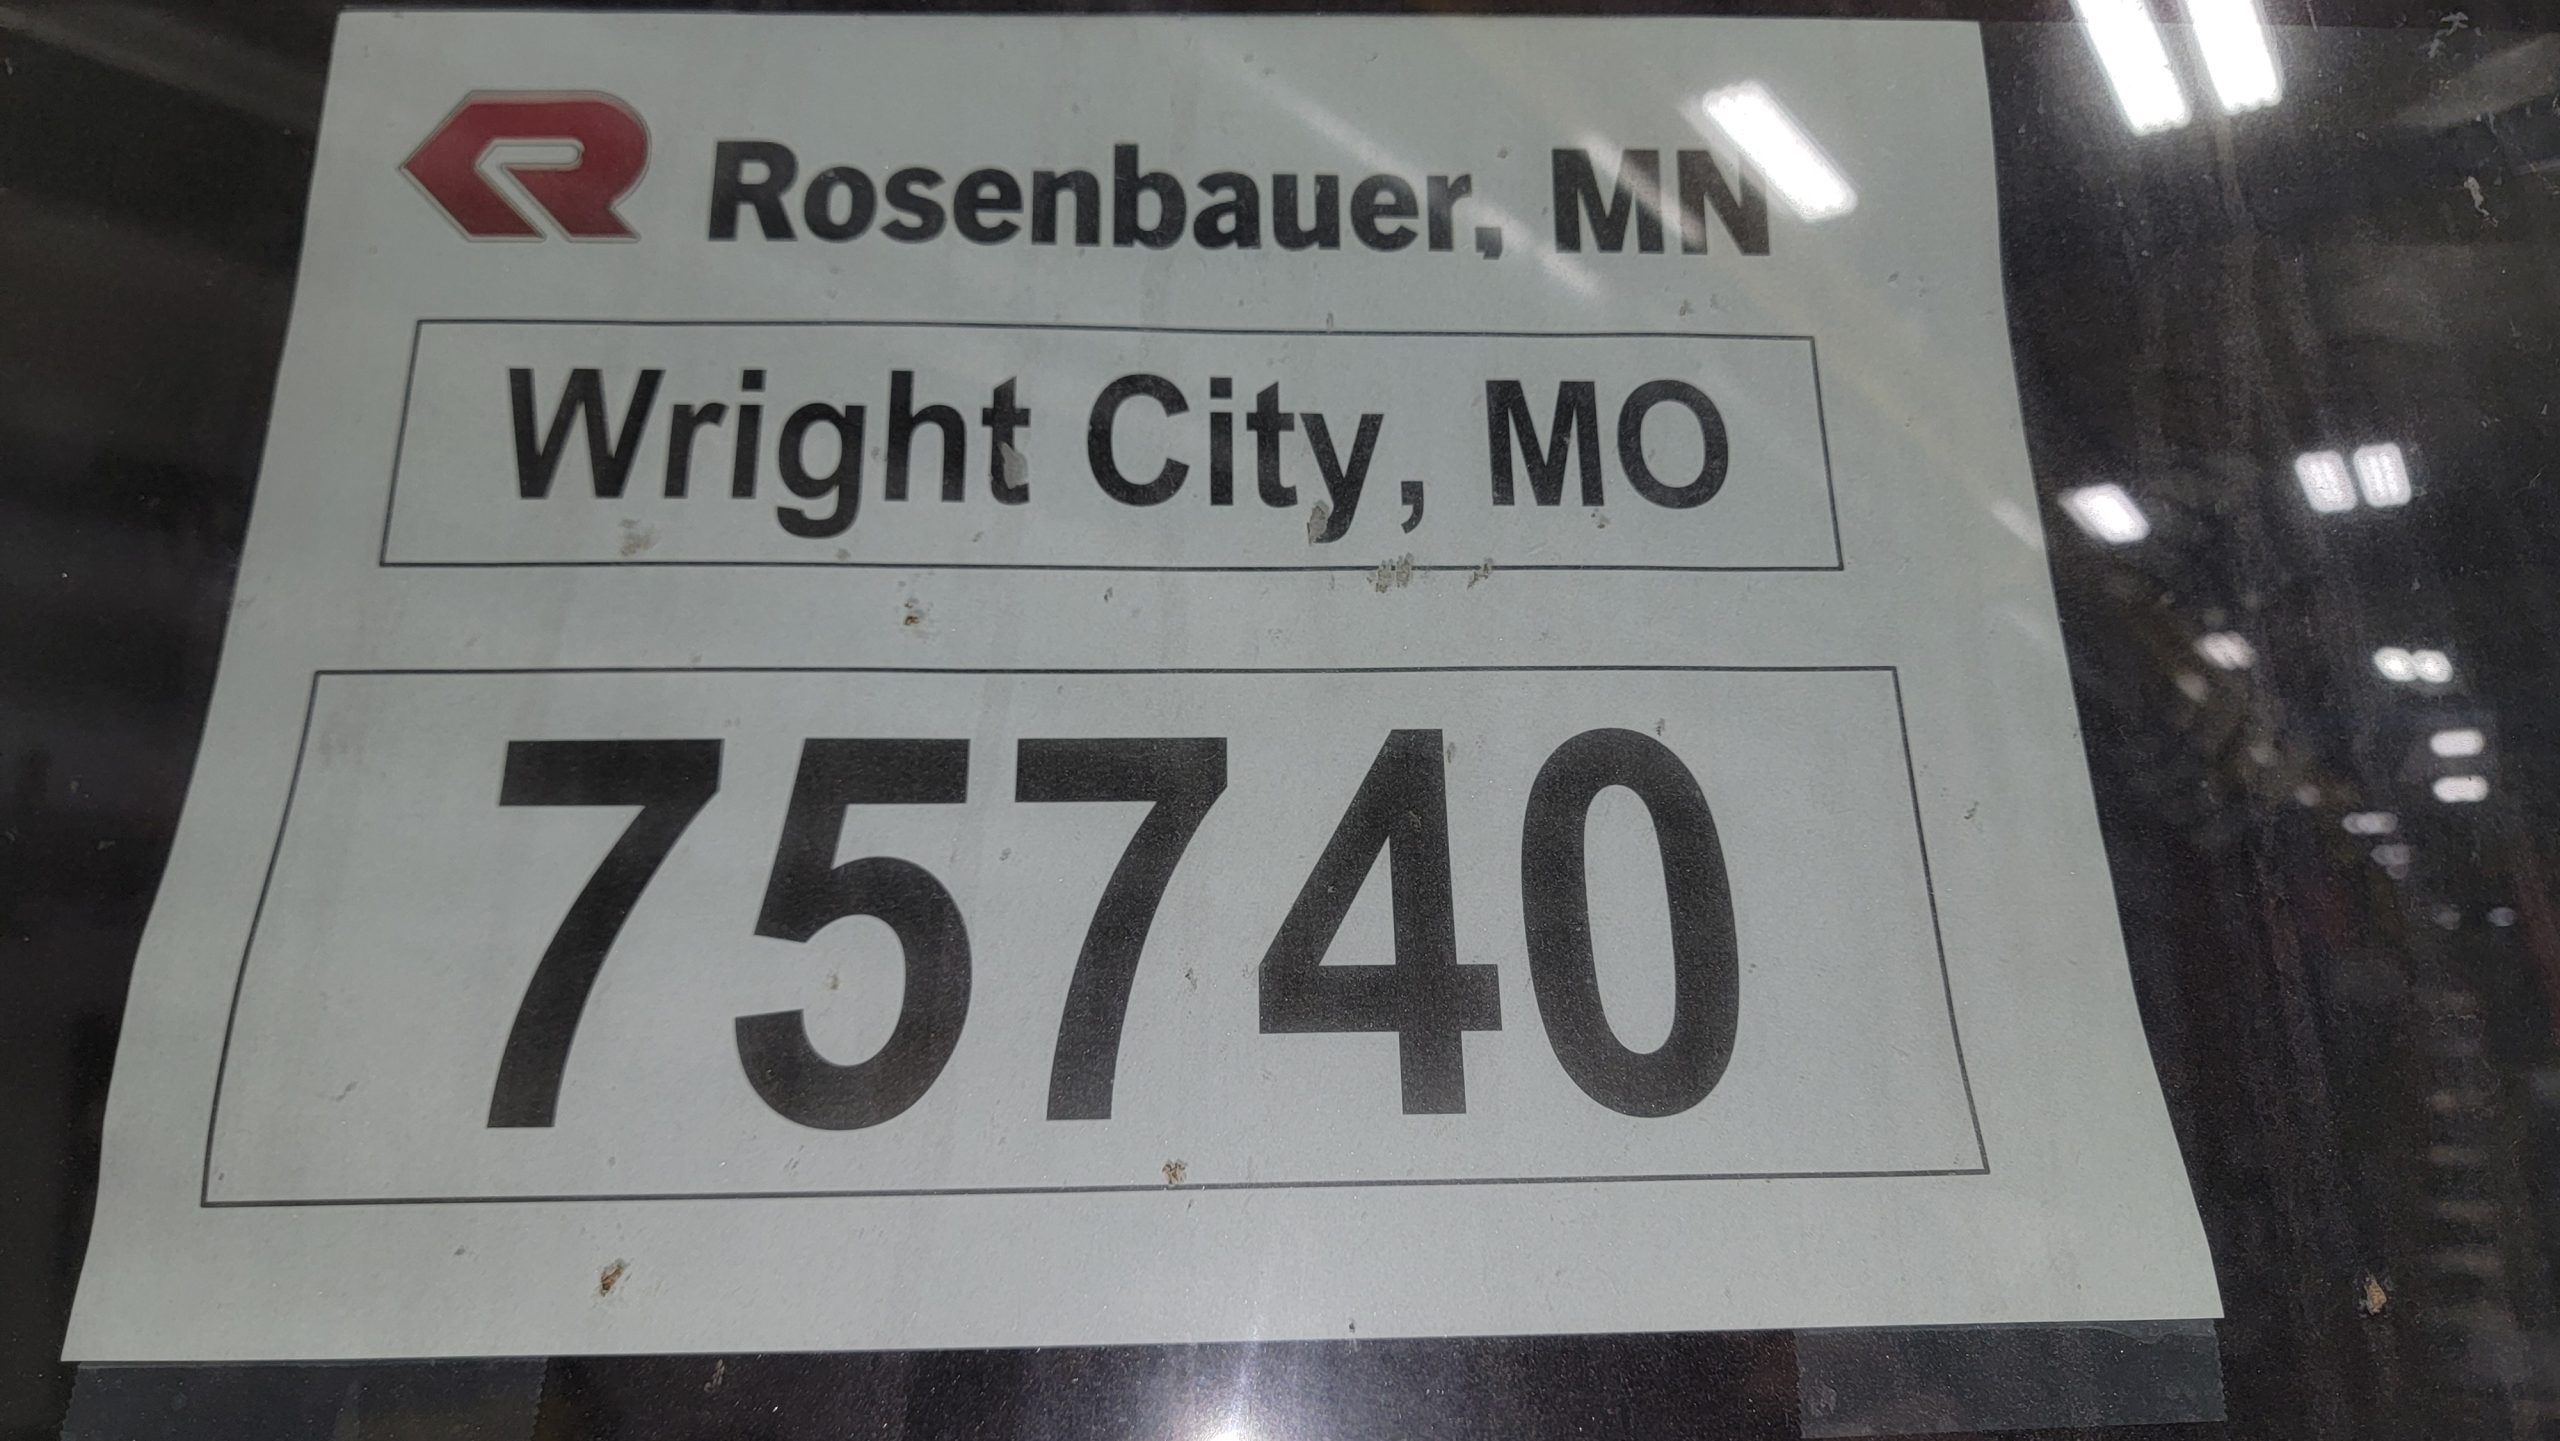 Rosenbauer, MN
Wright City, MO
75740